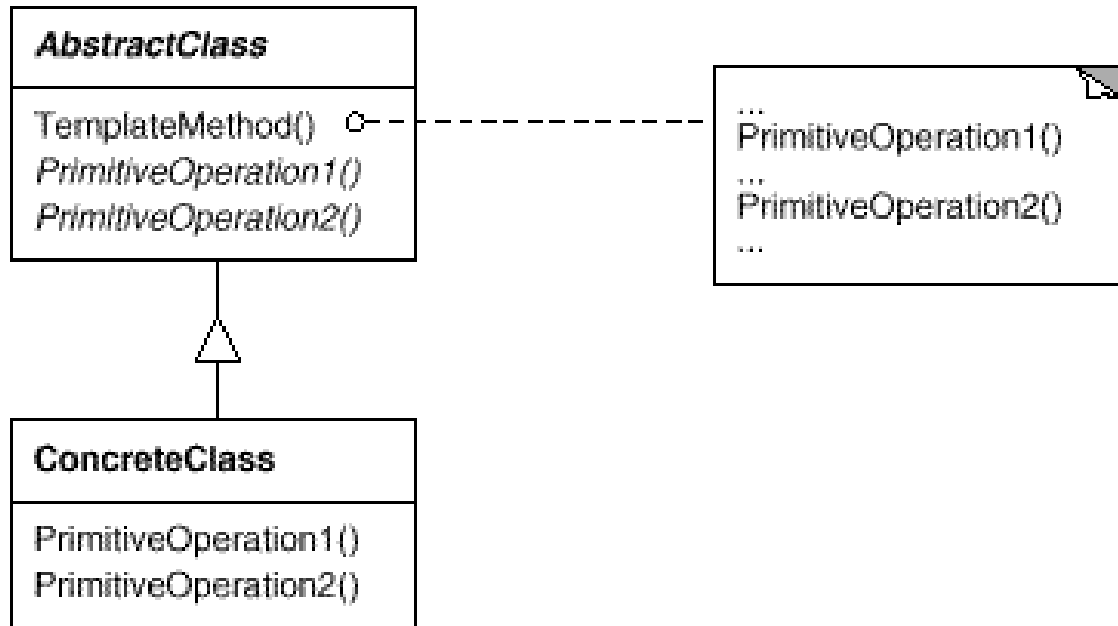 AbstractClass
TemplateMethod()
PrimitiveOperation1()
PrimitiveOperation2()
...
PrimitiveOperation1()
...
PrimitiveOperation2()
...
ConcreteClass
PrimitiveOperation1()
PrimitiveOperation2()